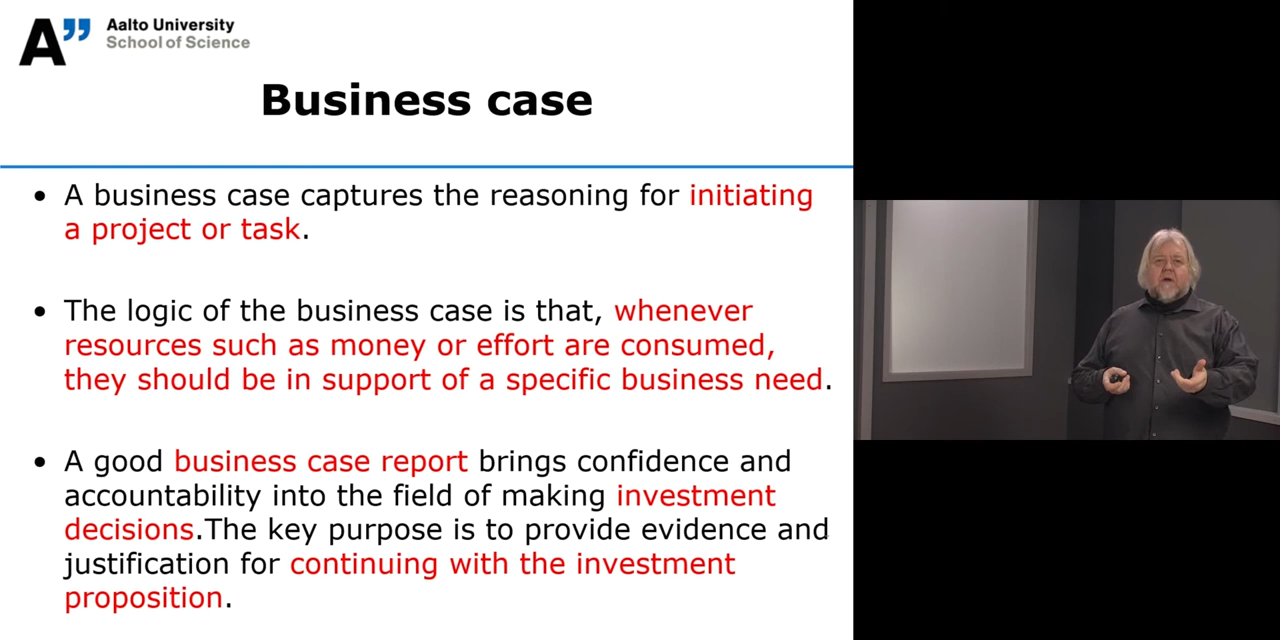 A”
Aalto University
School of Science
Business case
• A business case captures the reasoning for initiating
a project or task.
• The logic of the business case is that, whenever
resources such as money or effort are consumed,
they should be in support of a specific business need.
• A good business case report brings confidence and
accountability into the field of making investment
decisions.The key purpose is to provide evidence and
justification for continuing with the investment
proposition.